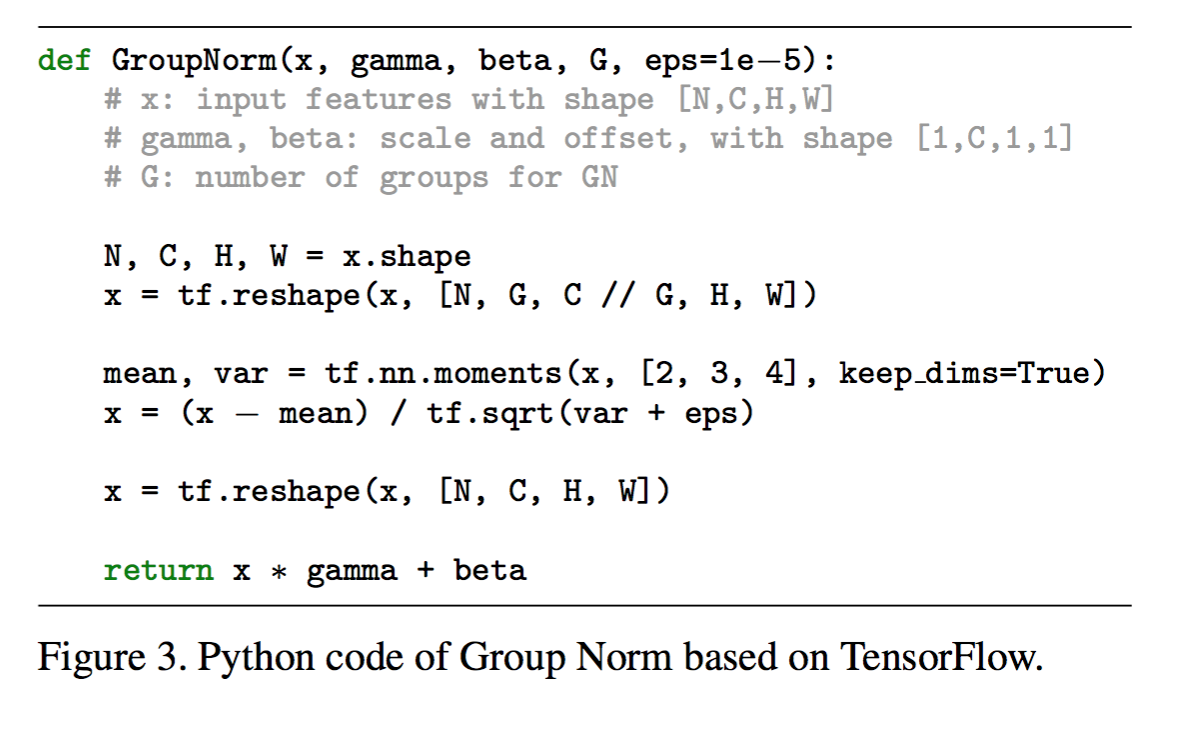 def GroupNorm(x, gamma, beta, G, eps=1e−5):
# x: input features with shape [N,C,H,W]
# gamma, beta: scale and offset, with shape [1,C,1,1]
# G: number of groups for GN
N, C, H, W = x.shape
x = tf.reshape(x, [N, G, C // G, H, W])
mean, var = tf.nn.moments(x, [2, 3, 4], keep_dims=True)
x = (x − mean) / tf.sqrt(var + eps)
x = tf.reshape(x, [N, C, H, W])
return x * gamma + beta
Figure 3. Python code of Group Norm based on TensorFlow.